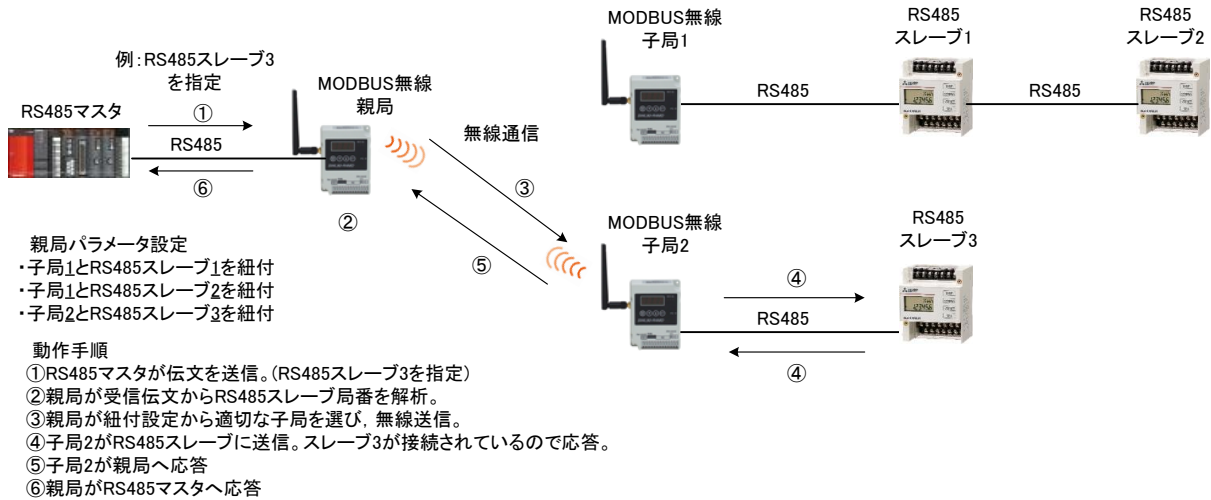 例:RS485スレーブ3
を指定
①
RS485マスタ
RS485
⑥
MODBUS無線
親局
②
無線通信
③
⑤
MODBUS無線
子局1
RS485
RS485
スレーブ1
RS485
RS485
スレーブ2
MODBUS無線
子局2
④
RS485
④
RS485
スレーブ3
親局パラメータ設定
・子局1とRS485スレーブ1を紐付
・子局1とRS485スレーブ2を紐付
・子局2とRS485スレーブ3を紐付
動作手順
①RS485マスタが伝文を送信。(RS485スレーブ3を指定)
②親局が受信伝文からRS485スレーブ局番を解析。
③親局が紐付設定から適切な子局を選び, 無線送信。
④子局2がRS485スレーブに送信。スレーブ3が接続されているので応答。
⑤子局2が親局へ応答
⑥親局がRS485マスタへ応答